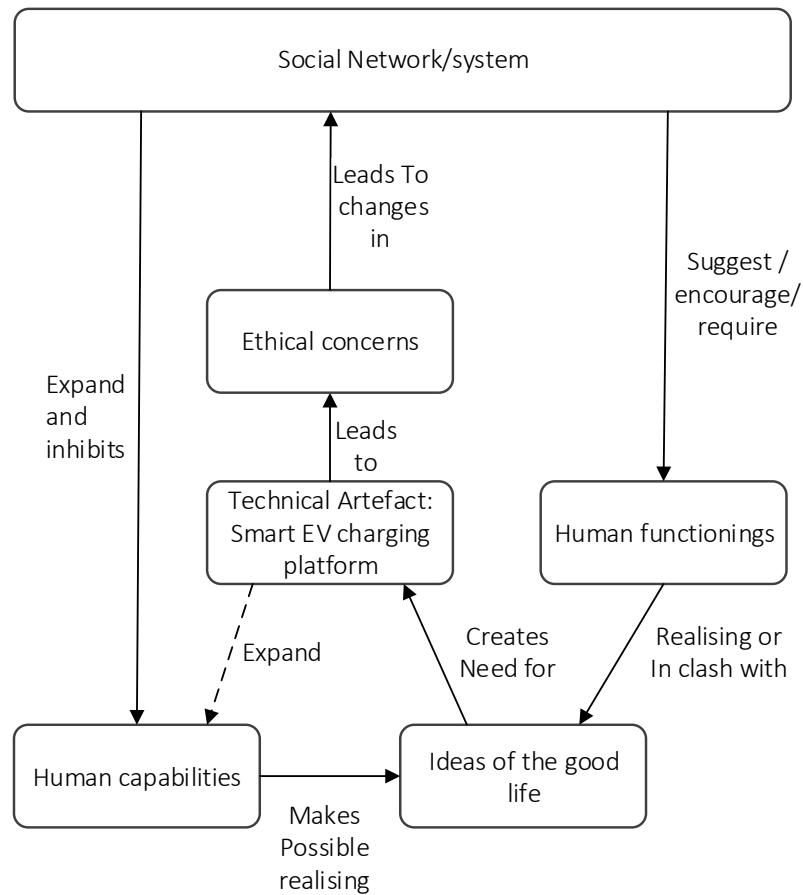 Social Network/system
Leads To
changes
in
Suggest /
encourage/
require
Ethical concerns
Expand
and
inhibits
Leads
to
Technical Artefact:
Smart EV charging
platform
Human functionings
Expand
Creates
Need for
Realising or
In clash with
Human capabilities
Ideas of the good
life
Makes
Possible
realising